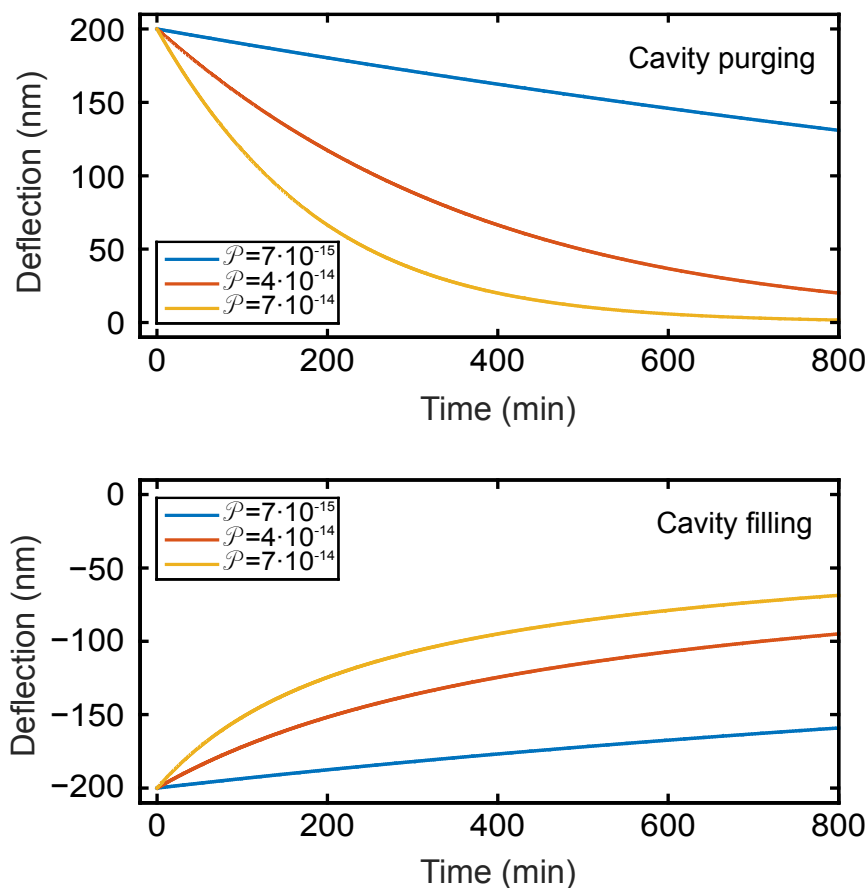 200
Cavity purging
150
100
50
0
Deflection (nm)
𝒫=7·10⁻¹⁵
𝒫=4·10⁻¹⁴
𝒫=7·10⁻¹⁴
0 200 400 600 800
Time (min)
0
𝒫=7·10⁻¹⁵
𝒫=4·10⁻¹⁴
𝒫=7·10⁻¹⁴
Cavity filling
−50
−100
−150
−200
Deflection (nm)
0 200 400 600 800
Time (min)